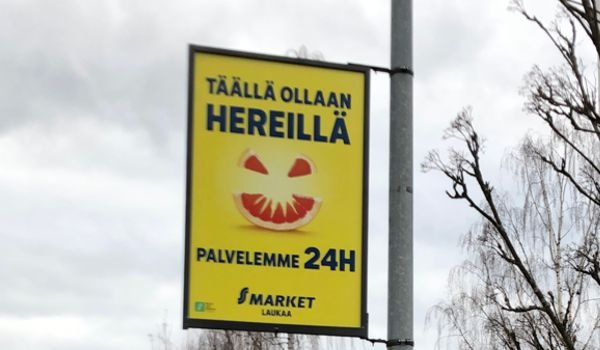 TÄÄLLÄ OLLAAN
HEREILLÄ
PALVELEMME 24H
S MARKET
LAUKAA